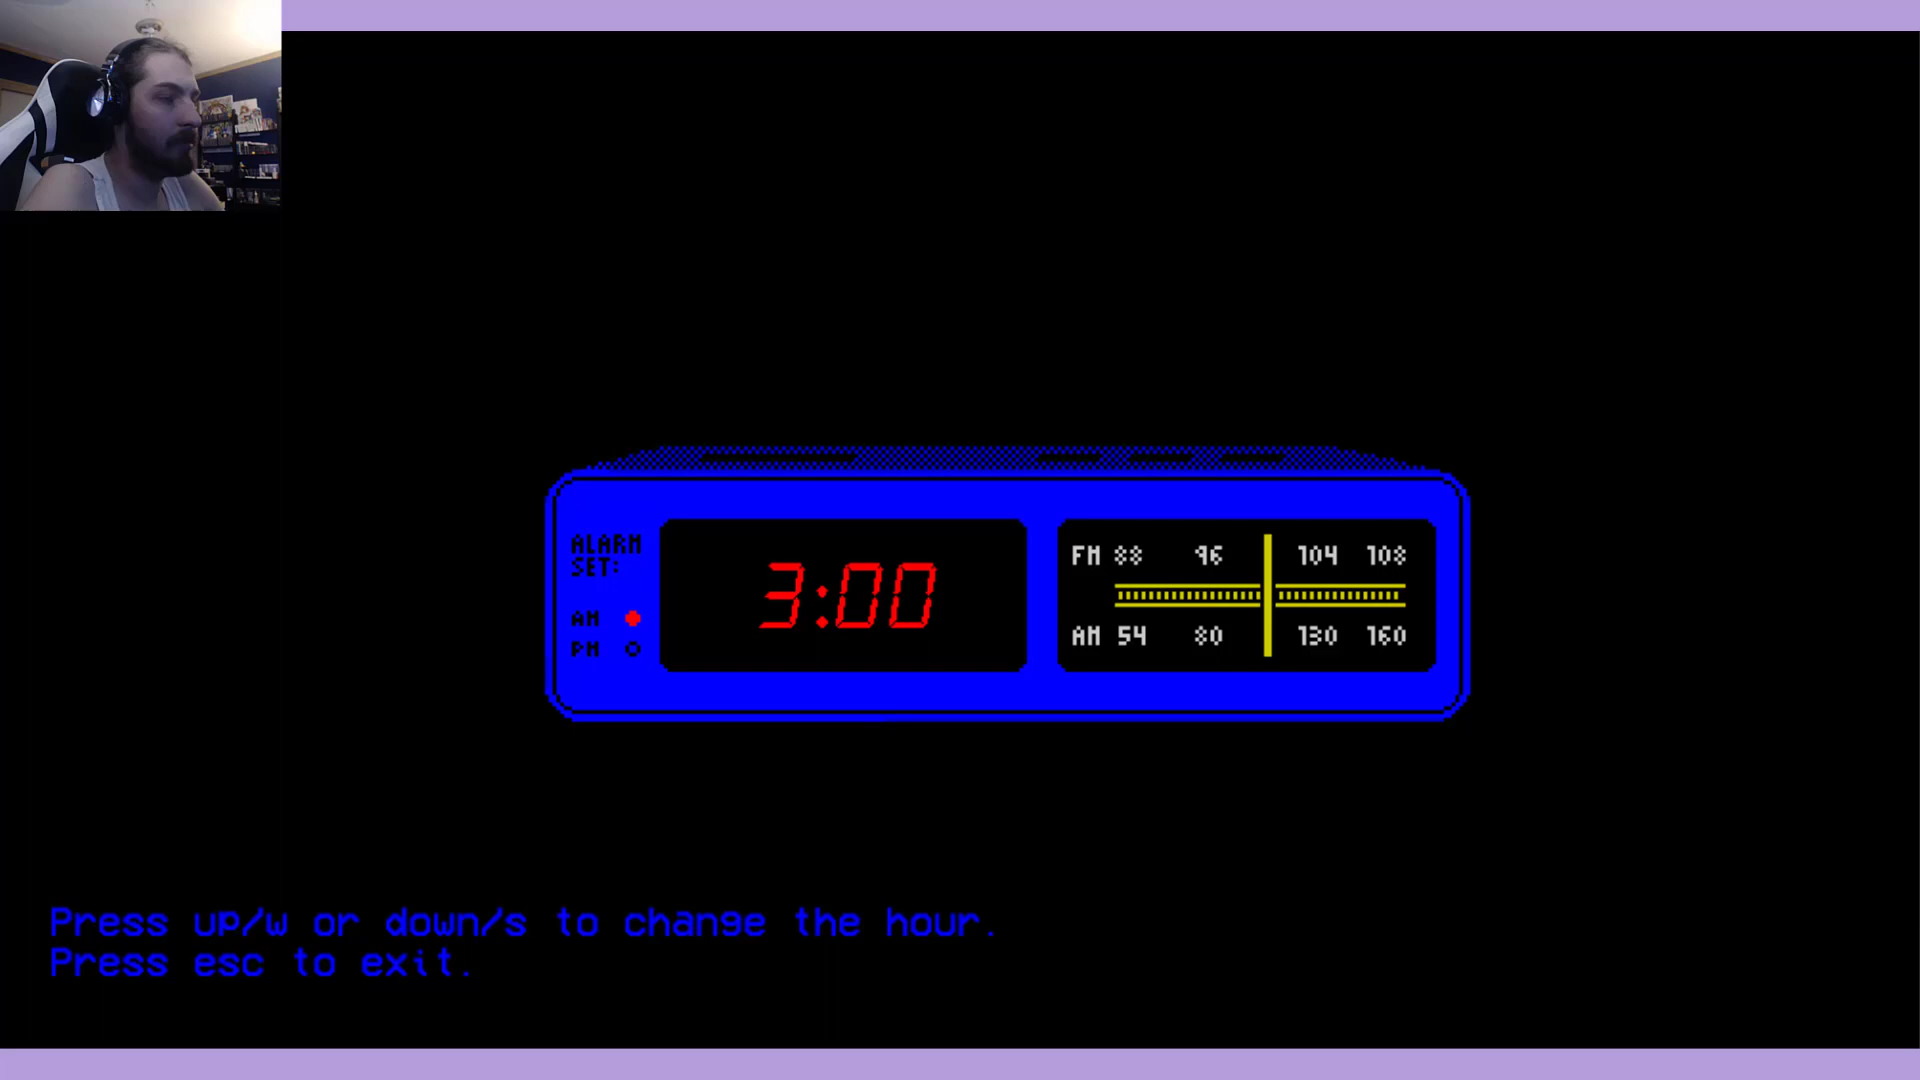 ALARM
SET:
AM
PM
3:00
FM 88 96 104 108
AM 54 80 130 160
Press up/w or down/s to change the hour.
Press esc to exit.